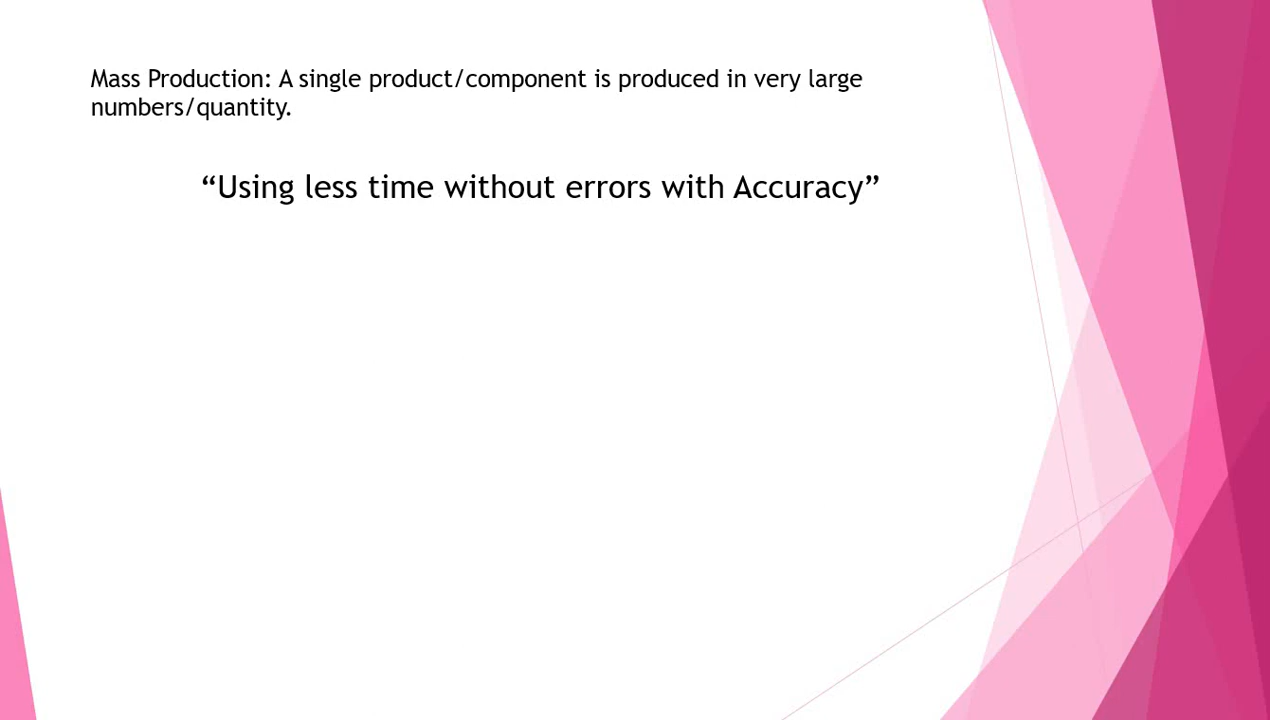 Mass Production: A single product/component is produced in very large
numbers/quantity.
“Using less time without errors with Accuracy”